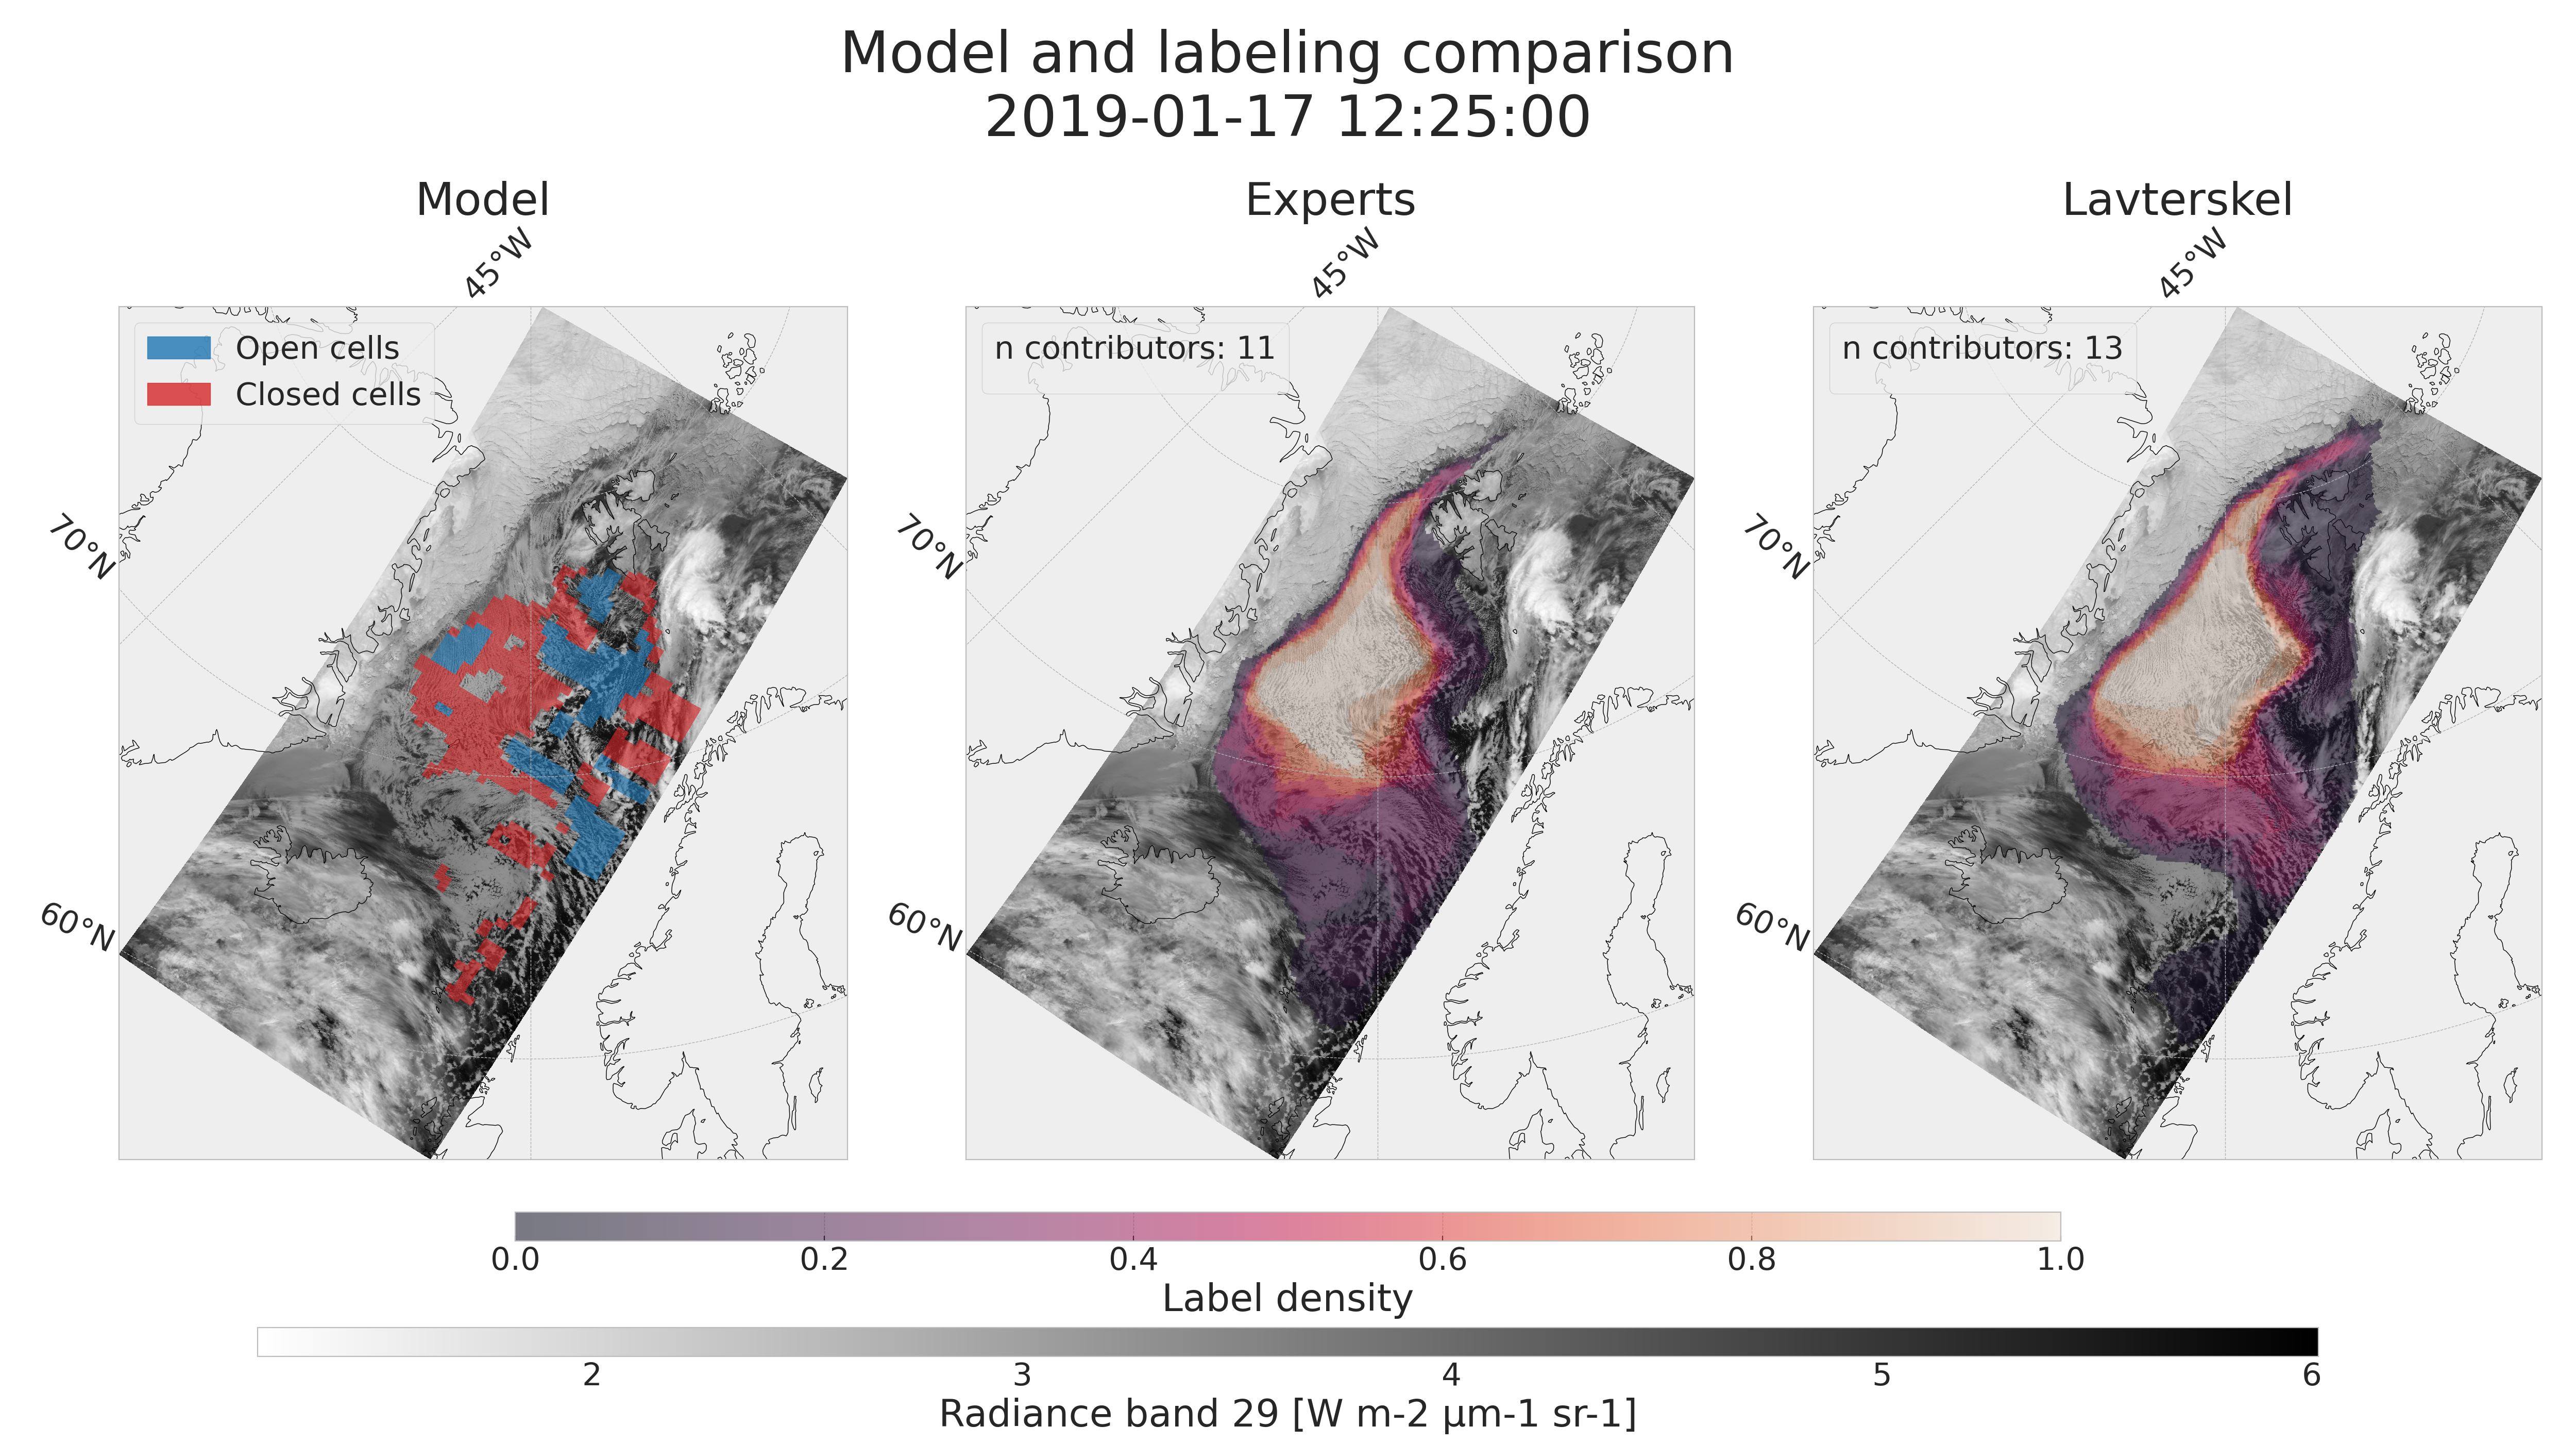 Model and labeling comparison
2019-01-17 12:25:00
Model
Experts
Lavterskel
45°W
45°W
45°W
Open cells
Closed cells
n contributors: 11
n contributors: 13
70°N
70°N
70°N
60°N
60°N
60°N
0.0 0.2 0.4 0.6 0.8 1.0
Label density
2 3 4 5 6
Radiance band 29 [W m-2 µm-1 sr-1]